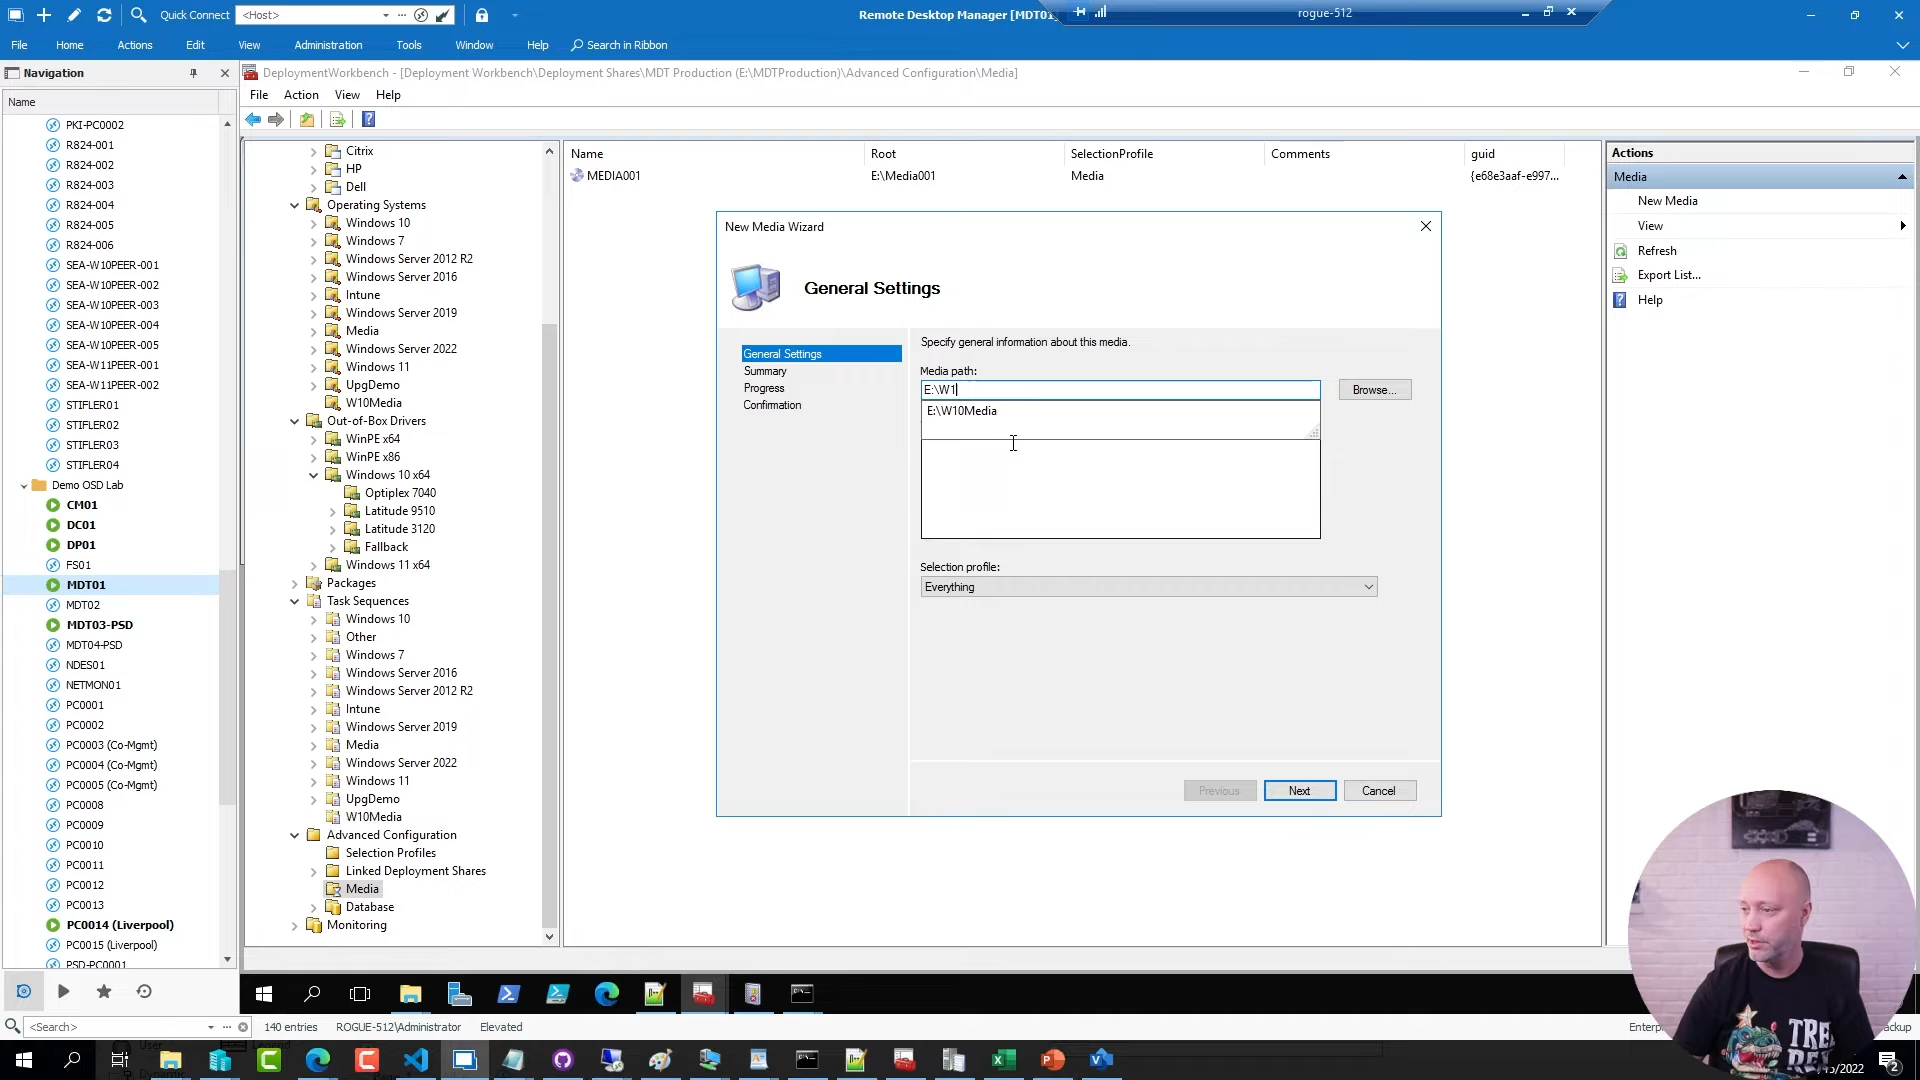 Quick Connect
<Host>
Remote Desktop Manager [MDT01
rogue-512
File
Home
Actions
Edit
View
Administration
Tools
Window
Help
Search in Ribbon
Navigation
Name
PKI-PC0002
R824-001
R824-002
R824-003
R824-004
R824-005
R824-006
SEA-W10PEER-001
SEA-W10PEER-002
SEA-W10PEER-003
SEA-W10PEER-004
SEA-W10PEER-005
SEA-W11PEER-001
SEA-W11PEER-002
STIFLER01
STIFLER02
STIFLER03
STIFLER04
Demo OSD Lab
CM01
DC01
DP01
FS01
MDT01
MDT02
MDT03-PSD
MDT04-PSD
NDES01
NETMON01
PC0001
PC0002
PC0003 (Co-Mgmt)
PC0004 (Co-Mgmt)
PC0005 (Co-Mgmt)
PC0008
PC0009
PC0010
PC0011
PC0012
PC0013
PC0014 (Liverpool)
PC0015 (Liverpool)
PSD-PC0001
DeploymentWorkbench - [Deployment Workbench\Deployment Shares\MDT Production (E:\MDTProduction)\Advanced Configuration\Media]
File
Action
View
Help
Citrix
HP
Dell
Operating Systems
Windows 10
Windows 7
Windows Server 2012 R2
Windows Server 2016
Intune
Windows Server 2019
Media
Windows Server 2022
Windows 11
UpgDemo
W10Media
Out-of-Box Drivers
WinPE x64
WinPE x86
Windows 10 x64
Optiplex 7040
Latitude 9510
Latitude 3120
Fallback
Windows 11 x64
Packages
Task Sequences
Windows 10
Other
Windows 7
Windows Server 2016
Windows Server 2012 R2
Intune
Windows Server 2019
Media
Windows Server 2022
Windows 11
UpgDemo
W10Media
Advanced Configuration
Selection Profiles
Linked Deployment Shares
Media
Database
Monitoring
Name
Root
SelectionProfile
Comments
guid
MEDIA001
E:\Media001
Media
{e68e3aaf-e997...
New Media Wizard
General Settings
General Settings
Summary
Progress
Confirmation
Specify general information about this media.
Media path:
E:\W1
Browse...
E:\W10Media
Selection profile:
Everything
Previous
Next
Cancel
Actions
Media
New Media
View
Refresh
Export List...
Help
<Search>
140 entries
ROGUE-512\Administrator
Elevated
Enterp
ackup
TRE
REX
/2022
2